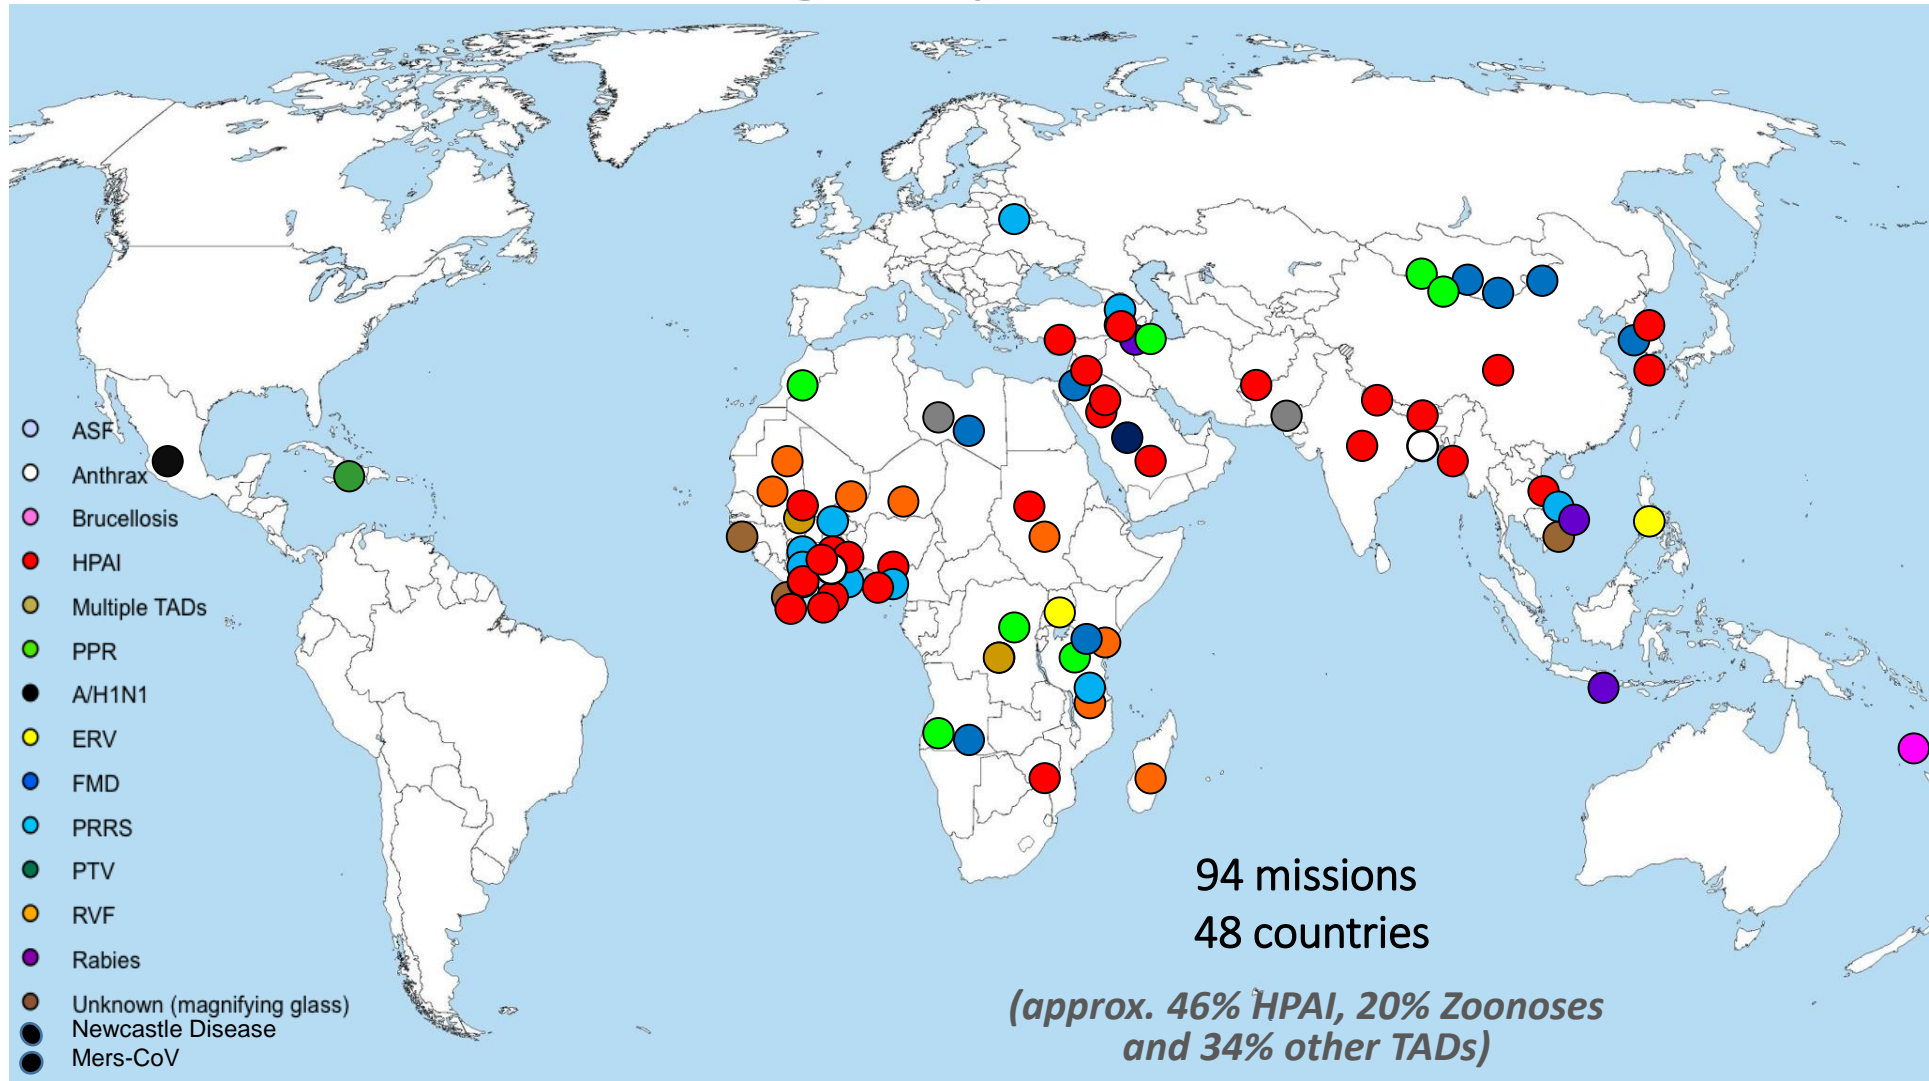 ASF
Anthrax
Brucellosis
HPAI
Multiple TADs
PPR
A/H1N1
ERV
FMD
PRRS
PTV
RVF
Rabies
Unknown (magnifying glass)
Newcastle Disease
Mers-CoV
94 missions
48 countries
(approx. 46% HPAI, 20% Zoonoses
and 34% other TADs)